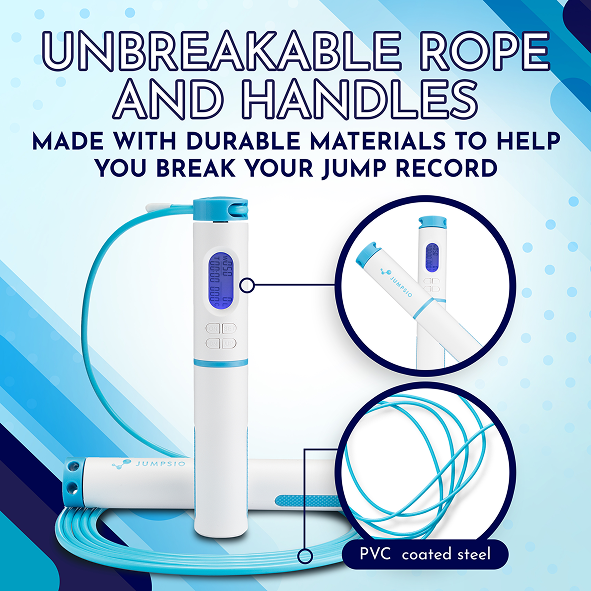 UNBREAKABLE ROPE
AND HANDLES
MADE WITH DURABLE MATERIALS TO HELP
YOU BREAK YOUR JUMP RECORD
JUMPSIO
JUMPSIO
PVC coated steel